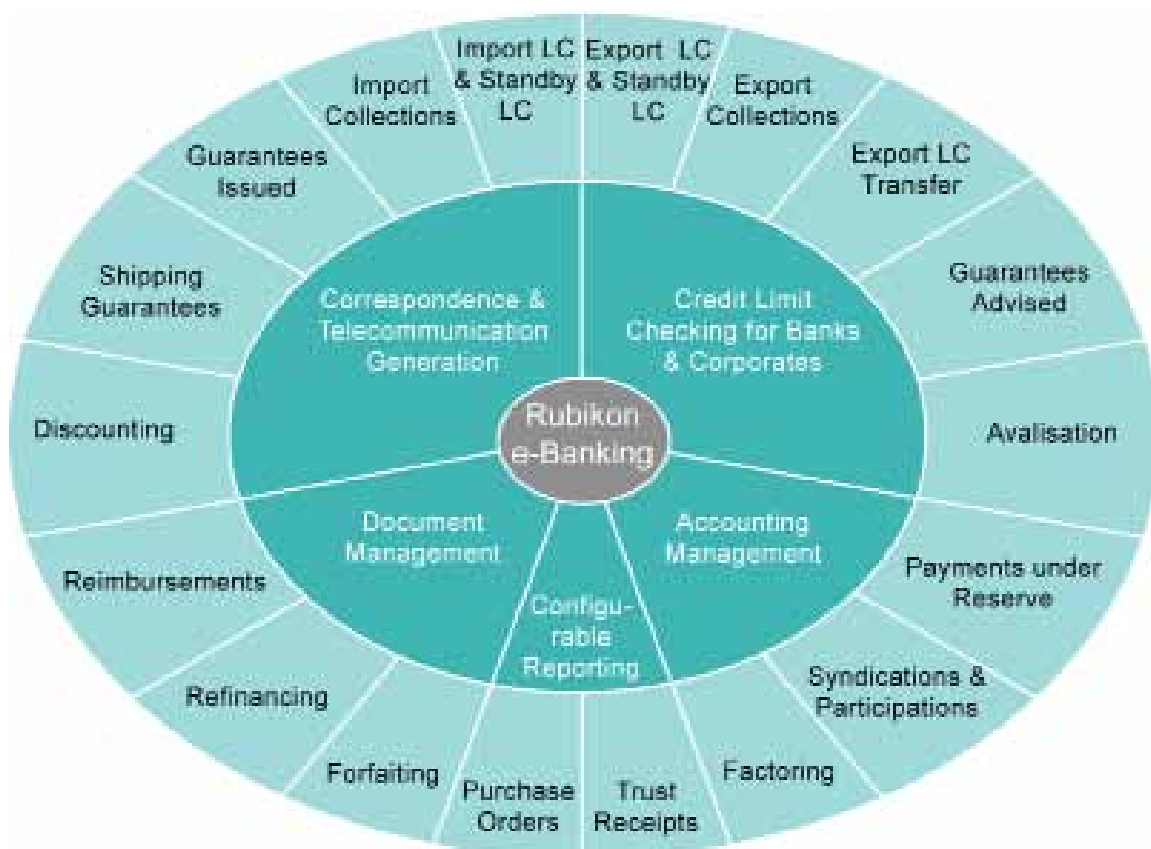 Import LC
& Standby
LC
Export LC
& Standby
LC
Export
Collections
Export LC
Transfer
Guarantees
Advised
Avalisation
Payments under
Reserve
Syndications &
Participations
Factoring
Trust
Receipts
Purchase
Orders
Forfaiting
Refinancing
Reimbursements
Discounting
Shipping
Guarantees
Guarantees
Issued
Import
Collections
Correspondence &
Telecommunication
Generation
Credit Limit
Checking for Banks
& Corporates
Rubikon
e-Banking
Document
Management
Accounting
Management
Configu-
rable
Reporting